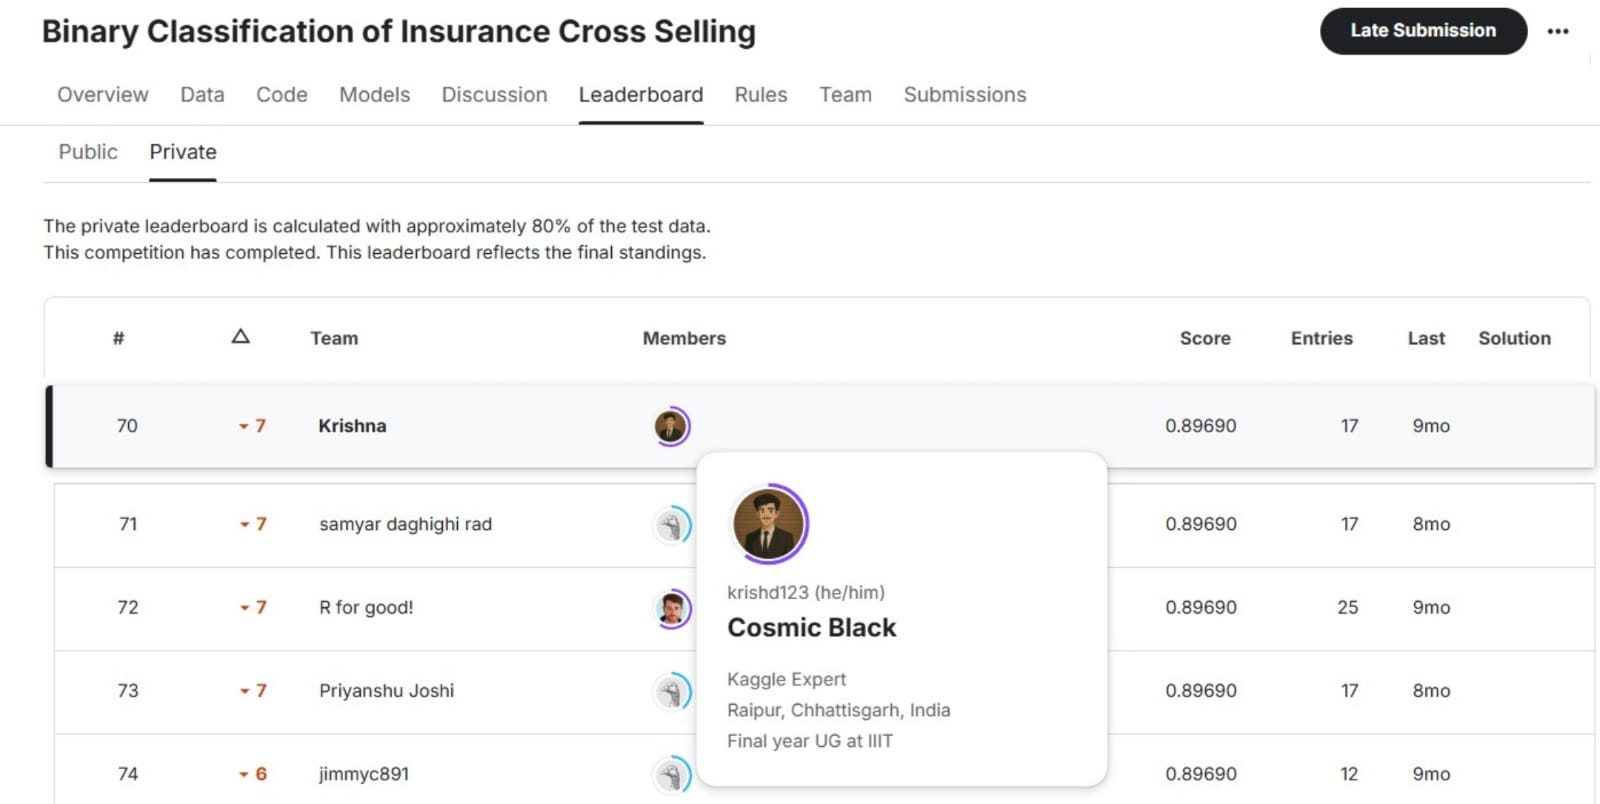 Binary Classification of Insurance Cross Selling
Late Submission
Overview Data Code Models Discussion Leaderboard Rules Team Submissions
Public Private
The private leaderboard is calculated with approximately 80% of the test data.
This competition has completed. This leaderboard reflects the final standings.
# △ Team Members Score Entries Last Solution
70 7 Krishna 0.89690 17 9mo
71 7 samyar daghighi rad 0.89690 17 8mo
72 7 R for good! 0.89690 25 9mo
73 7 Priyanshu Joshi 0.89690 17 8mo
74 6 jimmyc891 0.89690 12 9mo
krishd123 (he/him)
Cosmic Black
Kaggle Expert
Raipur, Chhattisgarh, India
Final year UG at IIIT